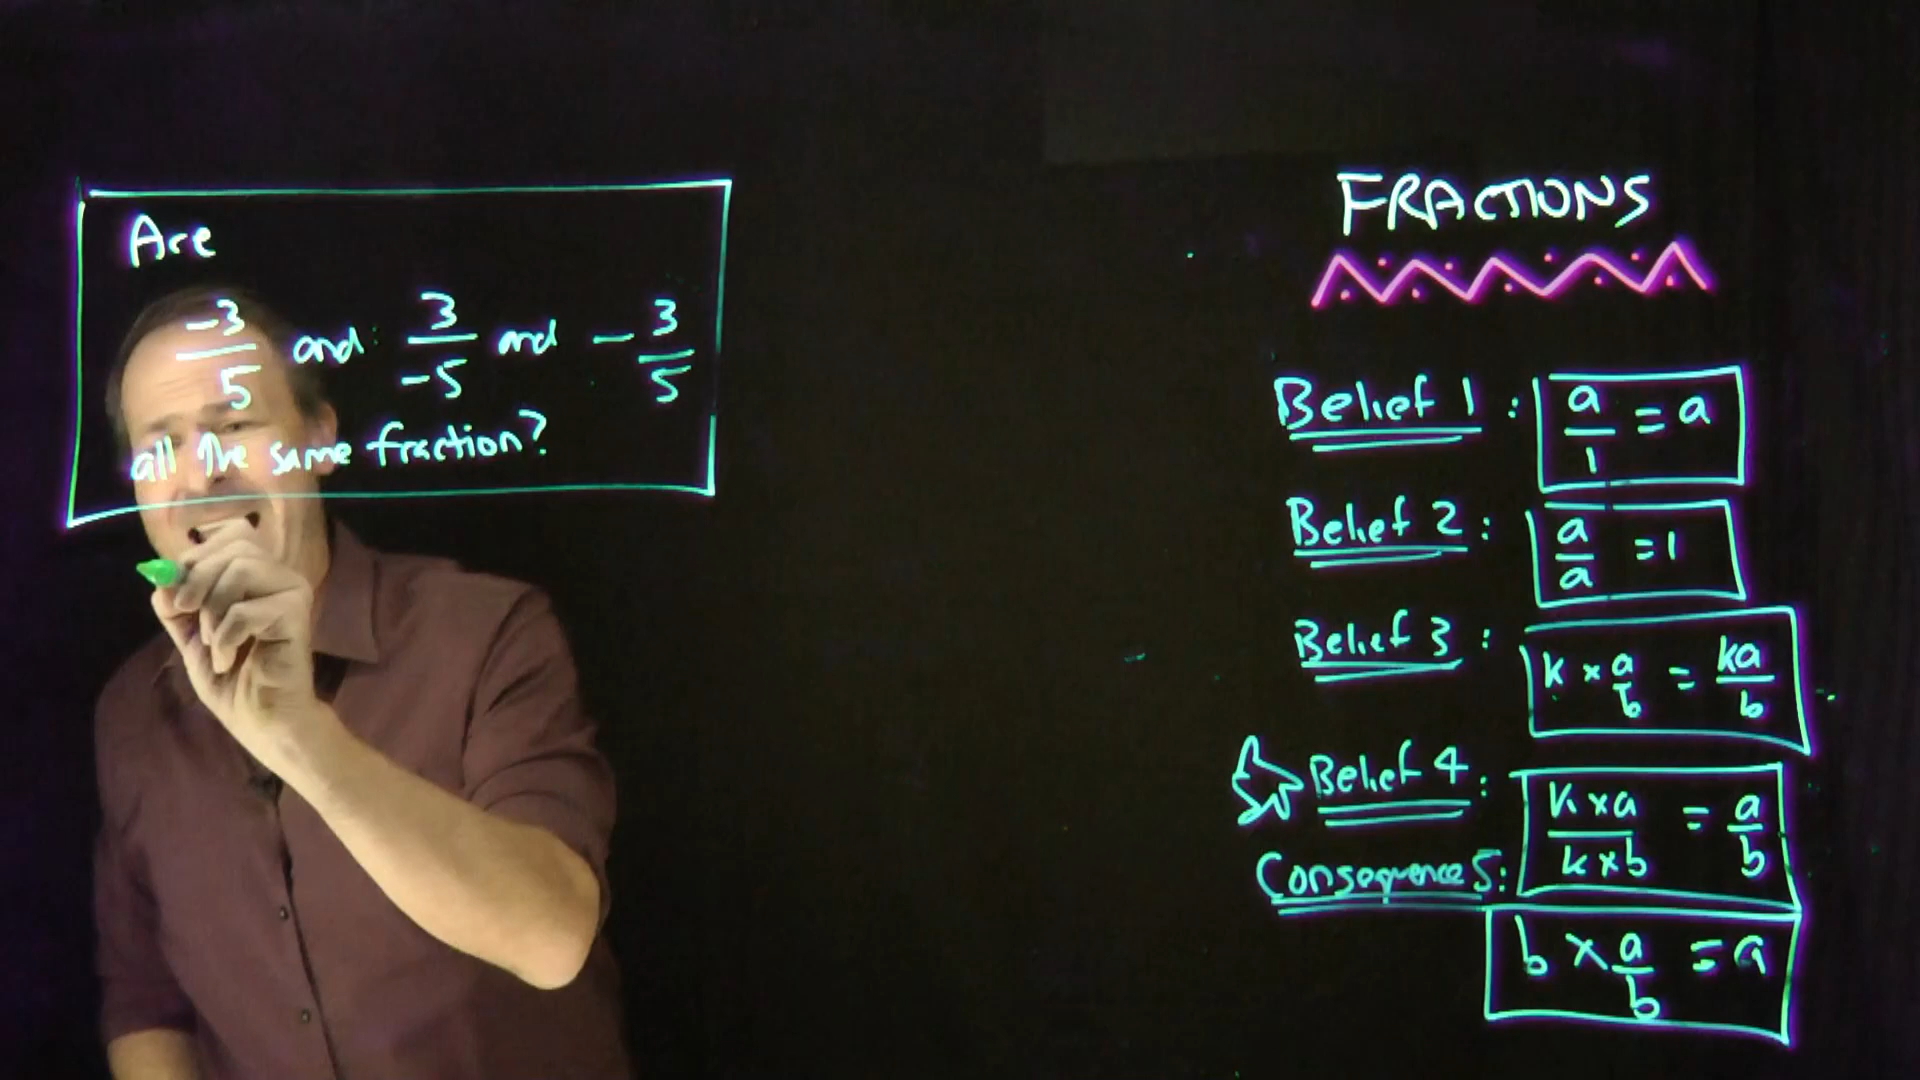 Are
-3/5 and: 3/-5 and - 3/5
all the same fraction?
FRACTIONS
Belief 1: a/1 = a
Belief 2: a/a = 1
Belief 3: k × a/b = ka/b
Belief 4: k × a/k × b = a/b
Consequence 5:
b × a/b = a